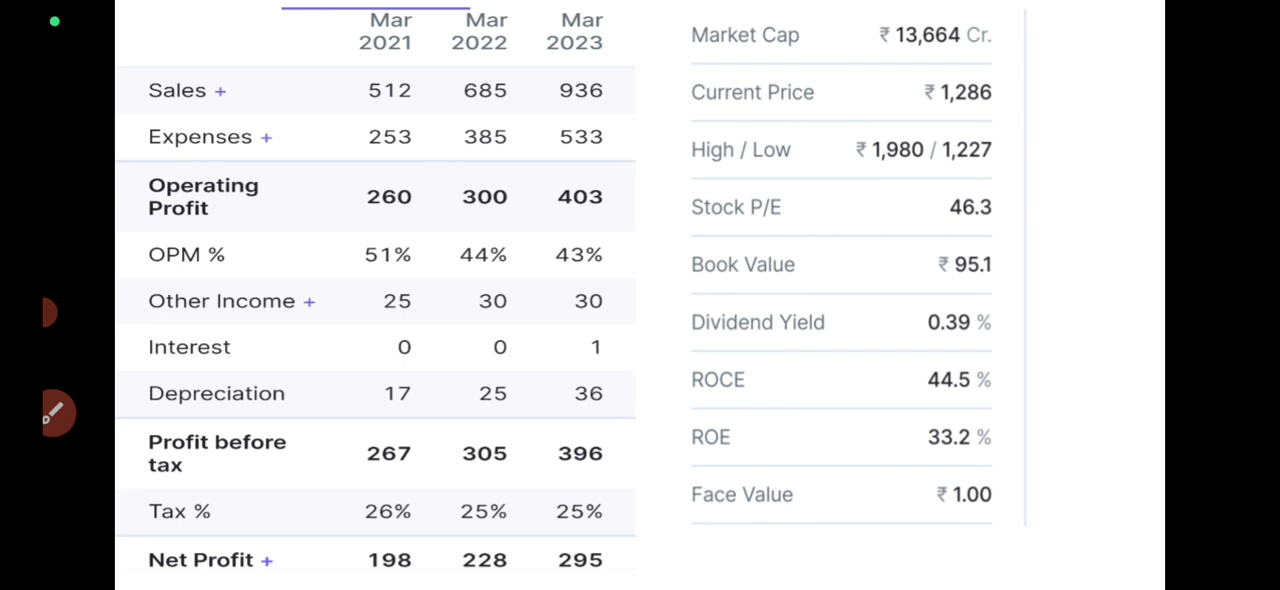 Mar Mar Mar
2021 2022 2023
Sales + 512 685 936
Expenses + 253 385 533
Operating
Profit 260 300 403
OPM % 51% 44% 43%
Other Income + 25 30 30
Interest 0 0 1
Depreciation 17 25 36
Profit before
tax 267 305 396
Tax % 26% 25% 25%
Net Profit + 198 228 295
Market Cap ₹ 13,664 Cr.
Current Price ₹ 1,286
High / Low ₹ 1,980 / 1,227
Stock P/E 46.3
Book Value ₹ 95.1
Dividend Yield 0.39 %
ROCE 44.5 %
ROE 33.2 %
Face Value ₹ 1.00